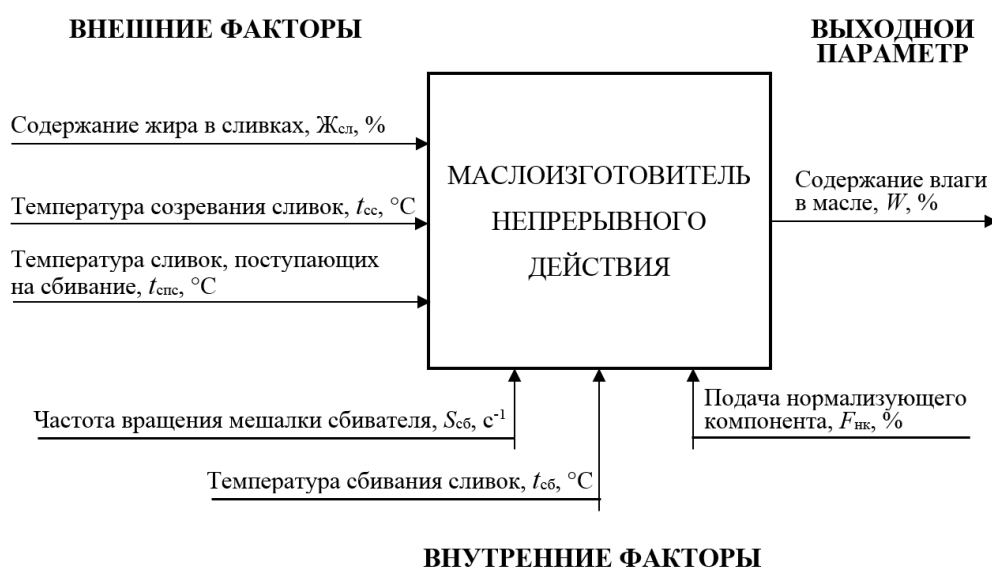 ВНЕШНИЕ ФАКТОРЫ
ВЫХОДНОЙ
ПАРАМЕТР
Содержание жира в сливках, Жсл, %
Температура созревания сливок, tсс, °С
Температура сливок, поступающих
на сбивание, tспс, °С
МАСЛОИЗГОТОВИТЕЛЬ
НЕПРЕРЫВНОГО
ДЕЙСТВИЯ
Содержание влаги
в масле, W, %
Частота вращения мешалки сбивателя, Sсб, с-1
Подача нормализующего
компонента, Fнк, %
Температура сбивания сливок, tсб, °С
ВНУТРЕННИЕ ФАКТОРЫ